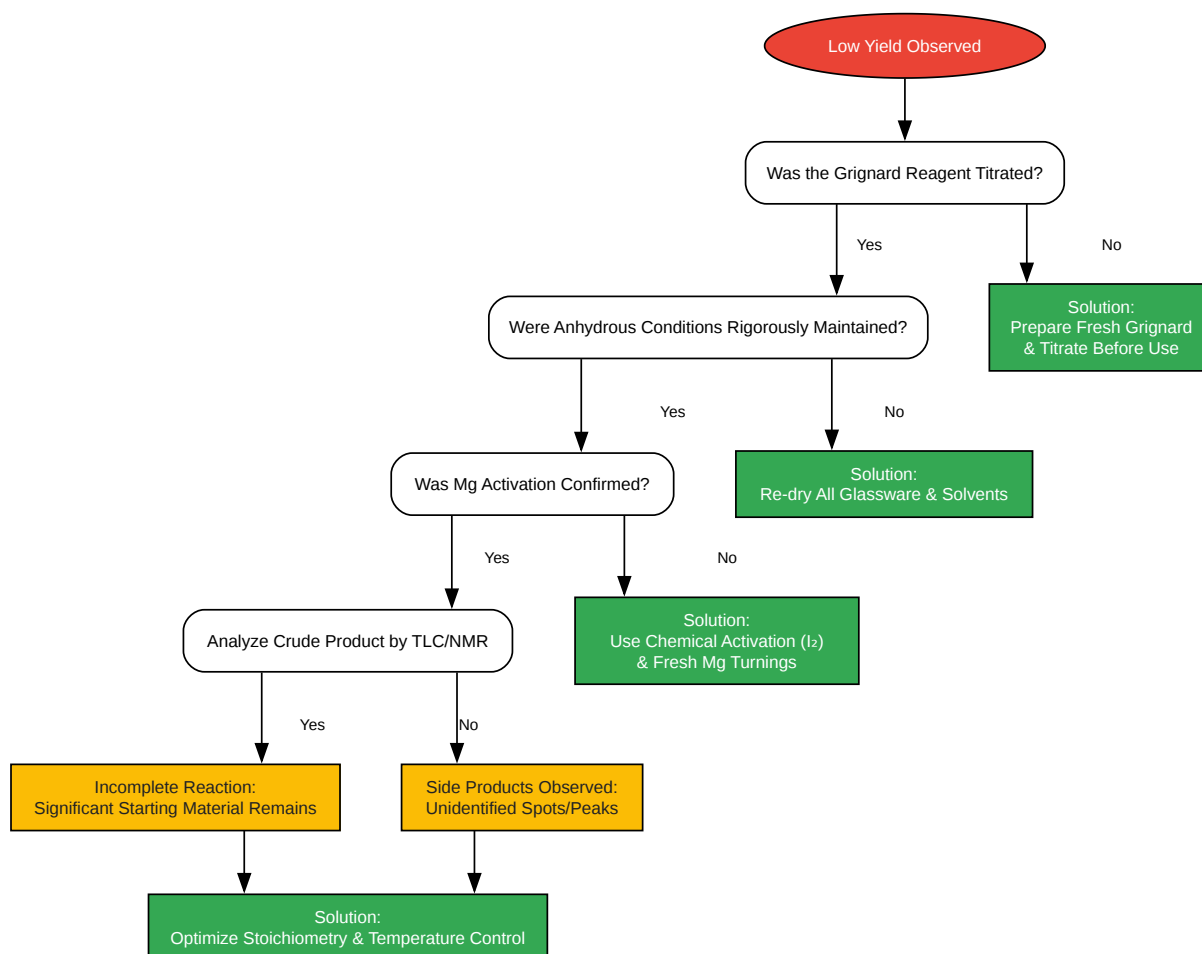 Low Yield Observed
Was the Grignard Reagent Titrated?
Yes
No
Solution:
Prepare Fresh Grignard
& Titrate Before Use
Were Anhydrous Conditions Rigorously Maintained?
Yes
No
Solution:
Re-dry All Glassware & Solvents
Was Mg Activation Confirmed?
Yes
No
Solution:
Use Chemical Activation (I₂)
& Fresh Mg Turnings
Analyze Crude Product by TLC/NMR
Yes
No
Incomplete Reaction:
Significant Starting Material Remains
Side Products Observed:
Unidentified Spots/Peaks
Solution:
Optimize Stoichiometry & Temperature Control